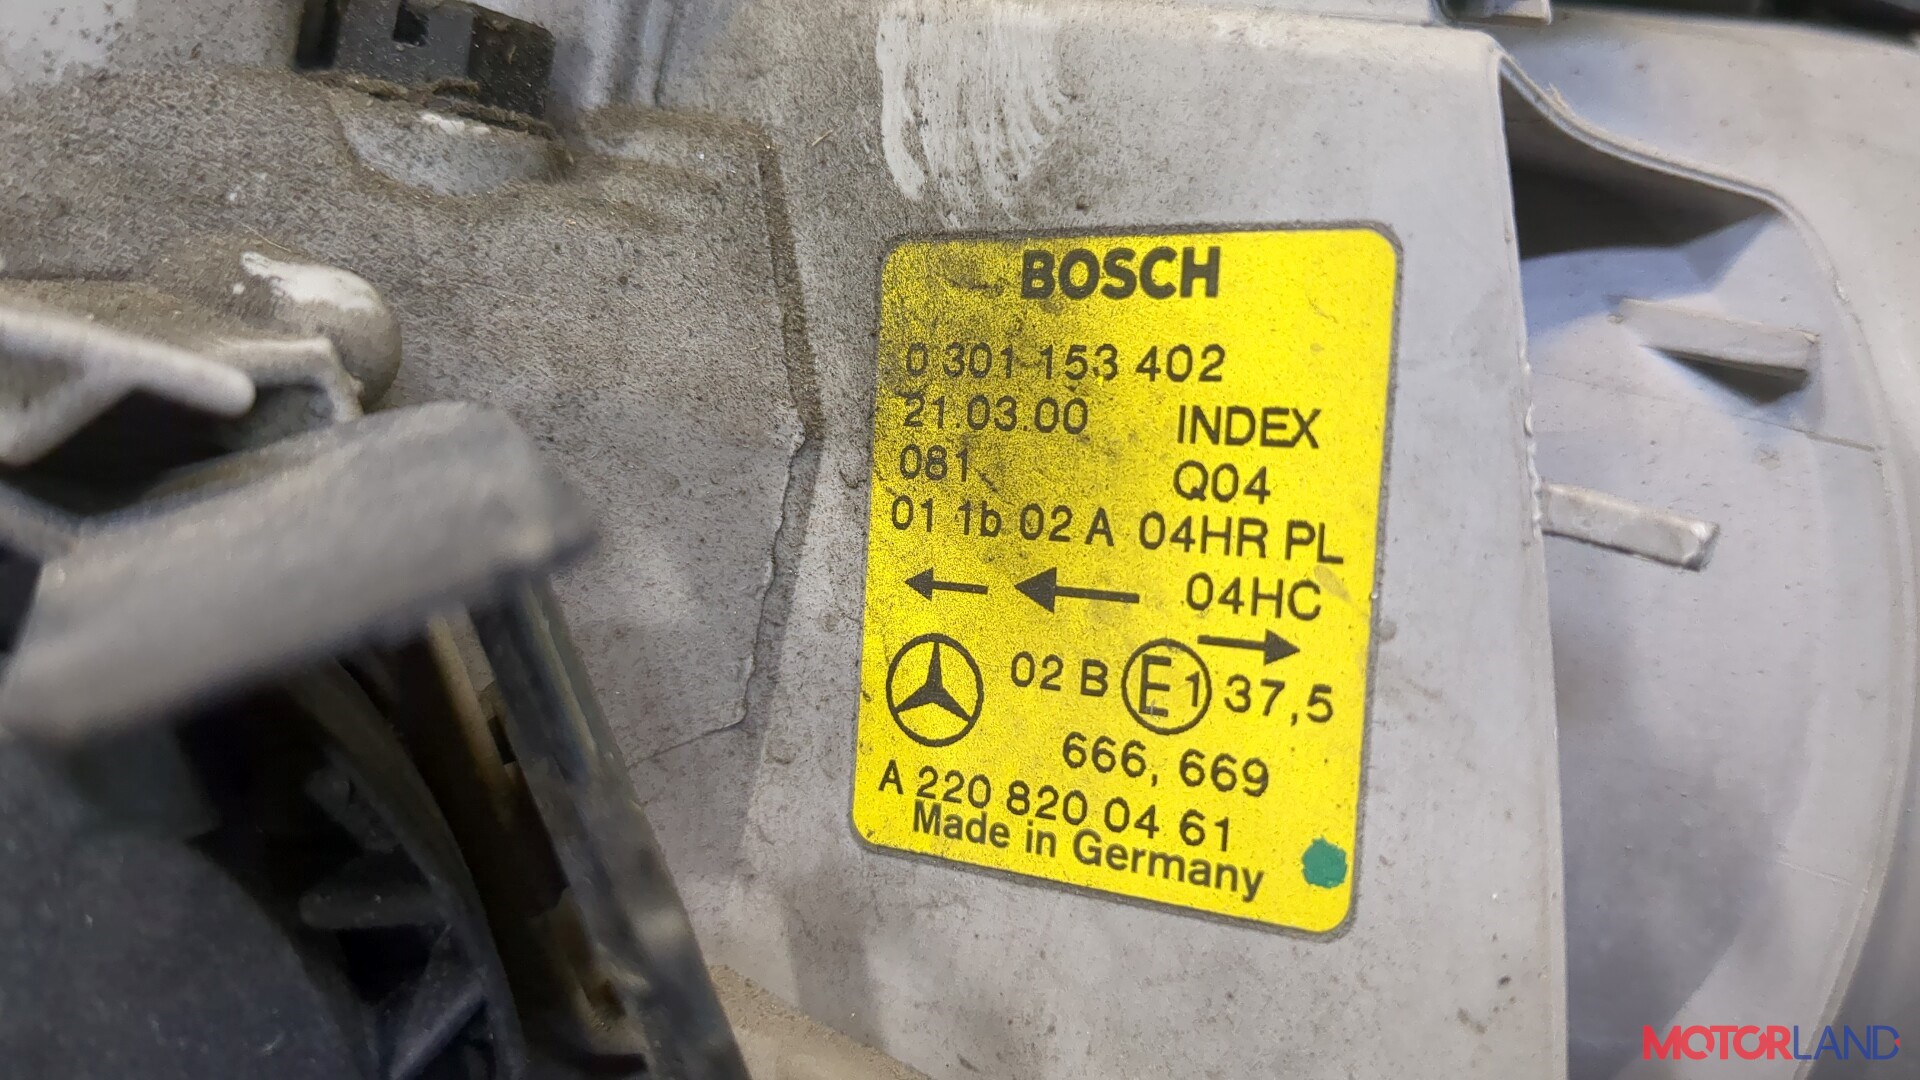 BOSCH
0 301 153 402
21.03.00 INDEX
081 Q04
01 1b 02 A 04HR PL
04HC
02 B E1 37,5
666, 669
A 220 820 04 61
Made in Germany
MOTORLAND